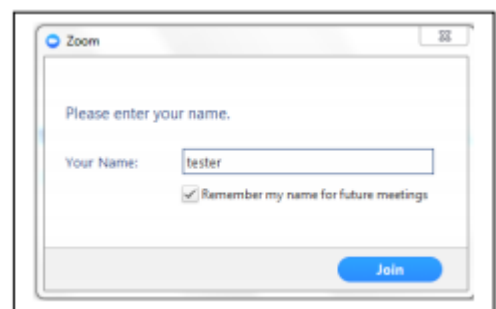 Zoom
Please enter your name.
Your Name: tester
Remember my name for future meetings
Join